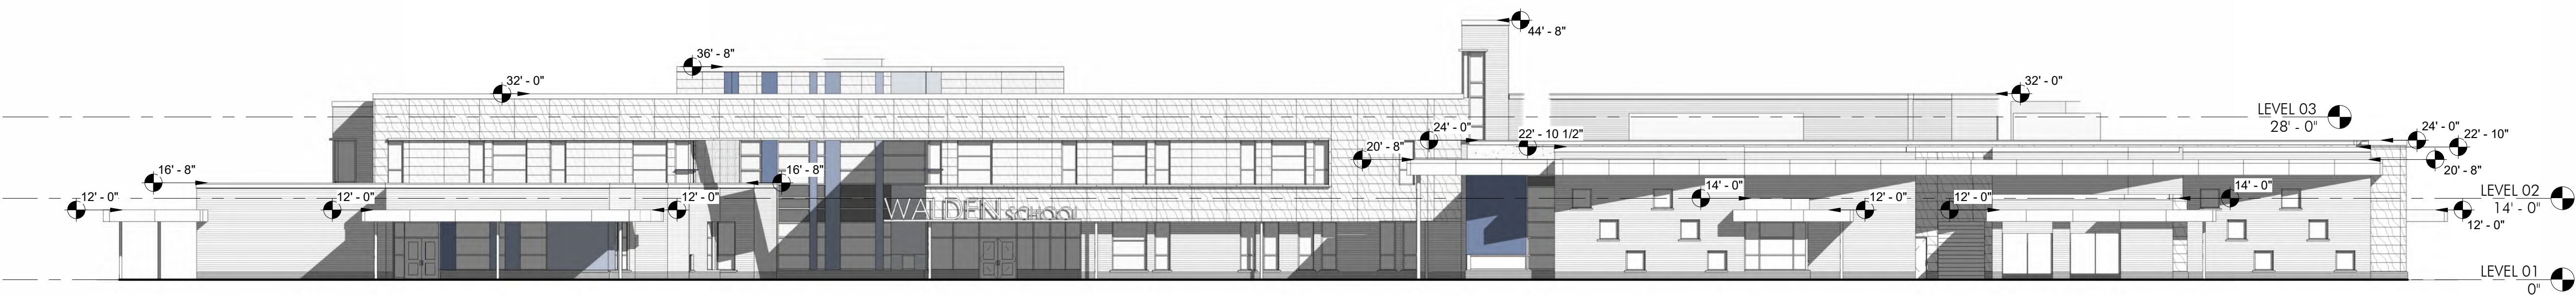 44' - 8"
36' - 8"
32' - 0"
32' - 0"
LEVEL 03
28' - 0"
24' - 0"
22' - 10 1/2"
24' - 0"
22' - 10"
20' - 8"
20' - 8"
16' - 8"
16' - 8"
14' - 0"
14' - 0"
LEVEL 02
14' - 0"
12' - 0"
12' - 0"
12' - 0"
12' - 0"
12' - 0"
12' - 0"
WALDEN SCHOOL
LEVEL 01
0"